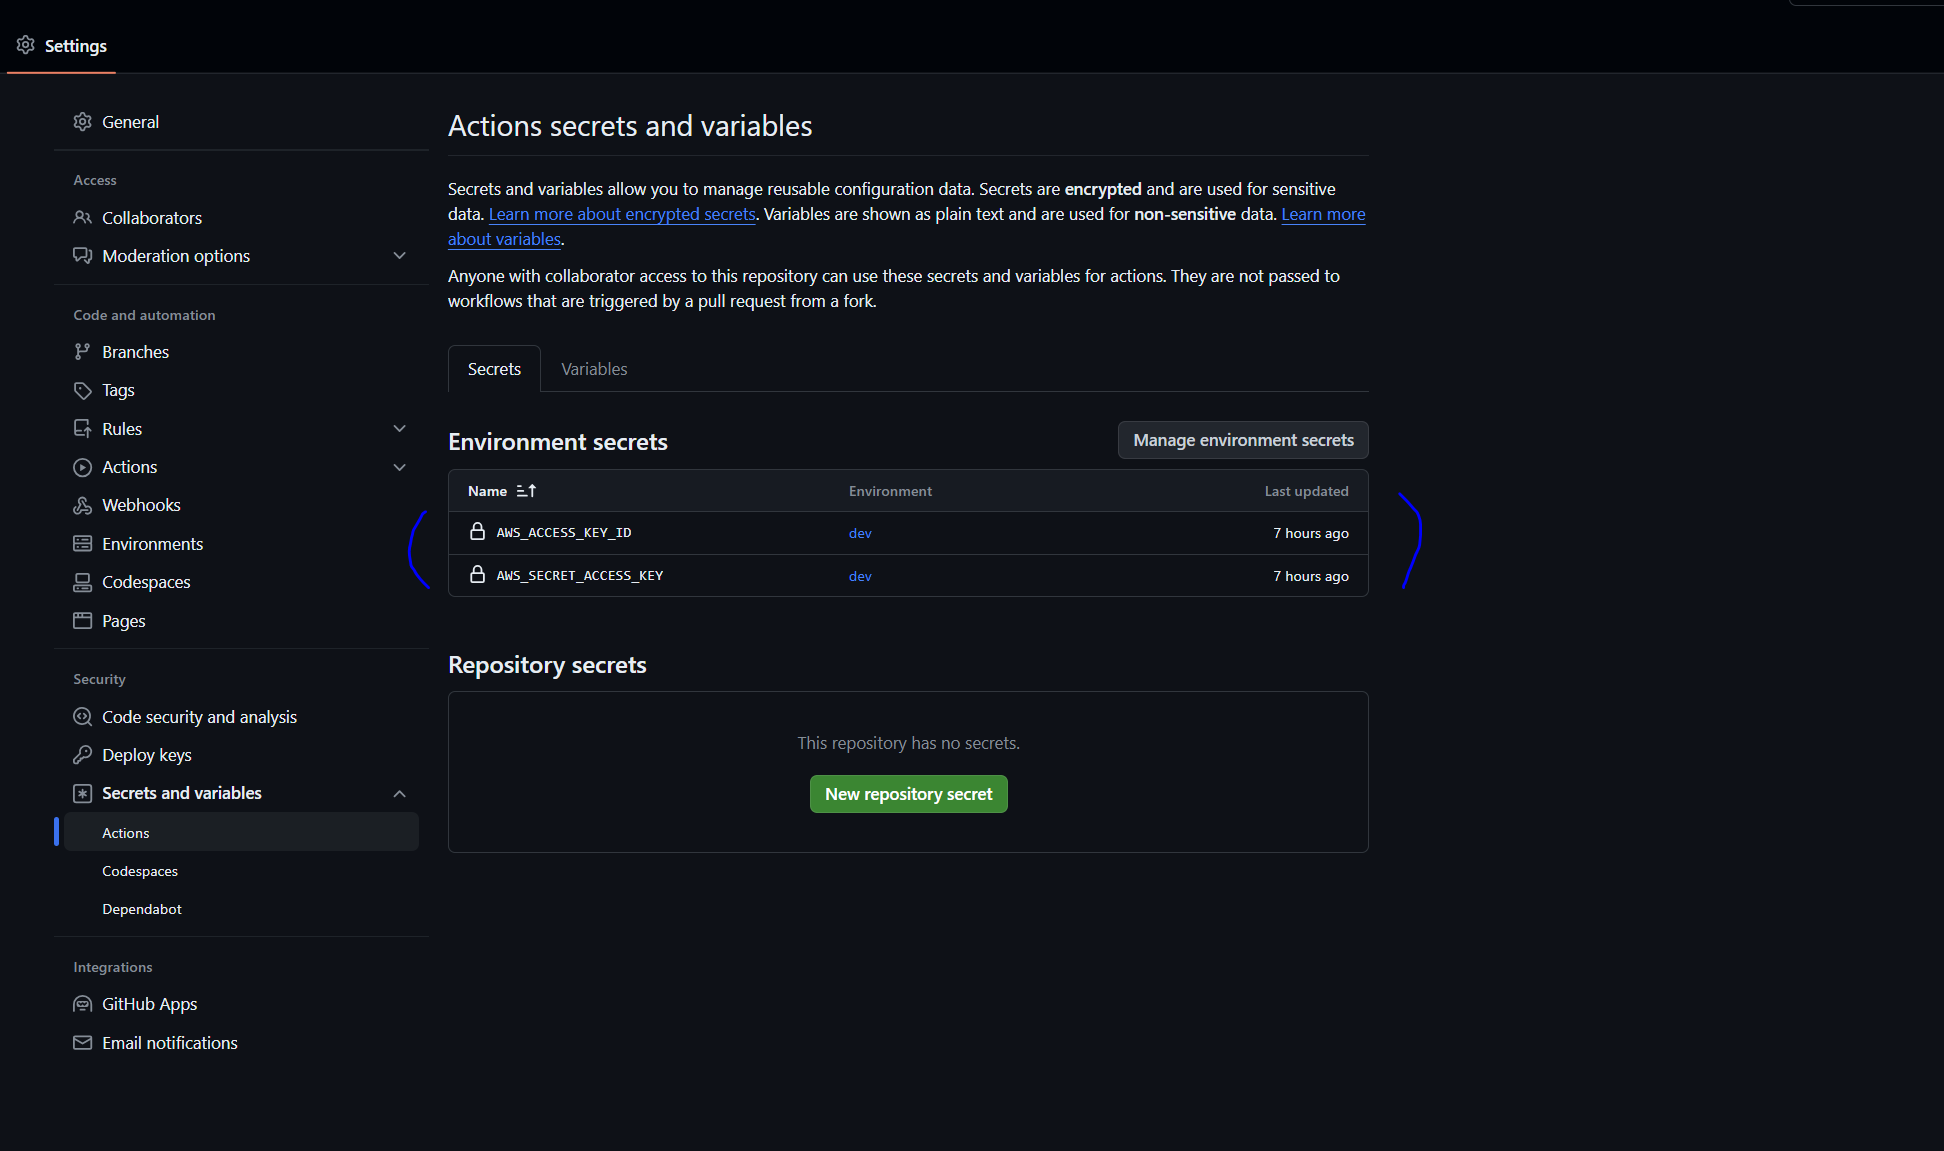 Settings
General
Access
Collaborators
Moderation options
Code and automation
Branches
Tags
Rules
Actions
Webhooks
Environments
Codespaces
Pages
Security
Code security and analysis
Deploy keys
Secrets and variables
Actions
Codespaces
Dependabot
Integrations
GitHub Apps
Email notifications
Actions secrets and variables
Secrets and variables allow you to manage reusable configuration data. Secrets are encrypted and are used for sensitive
data. Learn more about encrypted secrets. Variables are shown as plain text and are used for non-sensitive data. Learn more
about variables.
Anyone with collaborator access to this repository can use these secrets and variables for actions. They are not passed to
workflows that are triggered by a pull request from a fork.
Secrets Variables
Environment secrets Manage environment secrets
Name Environment Last updated
AWS_ACCESS_KEY_ID dev 7 hours ago
AWS_SECRET_ACCESS_KEY dev 7 hours ago
Repository secrets
This repository has no secrets.
New repository secret